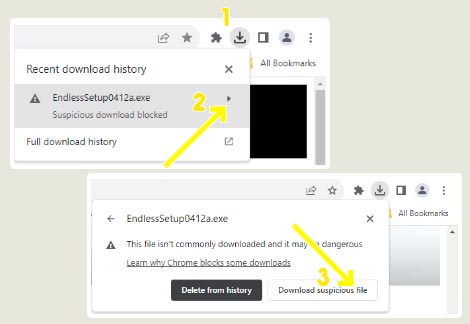 1
All Bookmarks
Recent download history
EndlessSetup0412a.exe
2
Suspicious download blocked
Full download history
All Bookmarks
EndlessSetup0412a.exe
This file isn't commonly downloaded and it may be dangerous
Learn why Chrome blocks some downloads
3
Delete from history
Download suspicious file